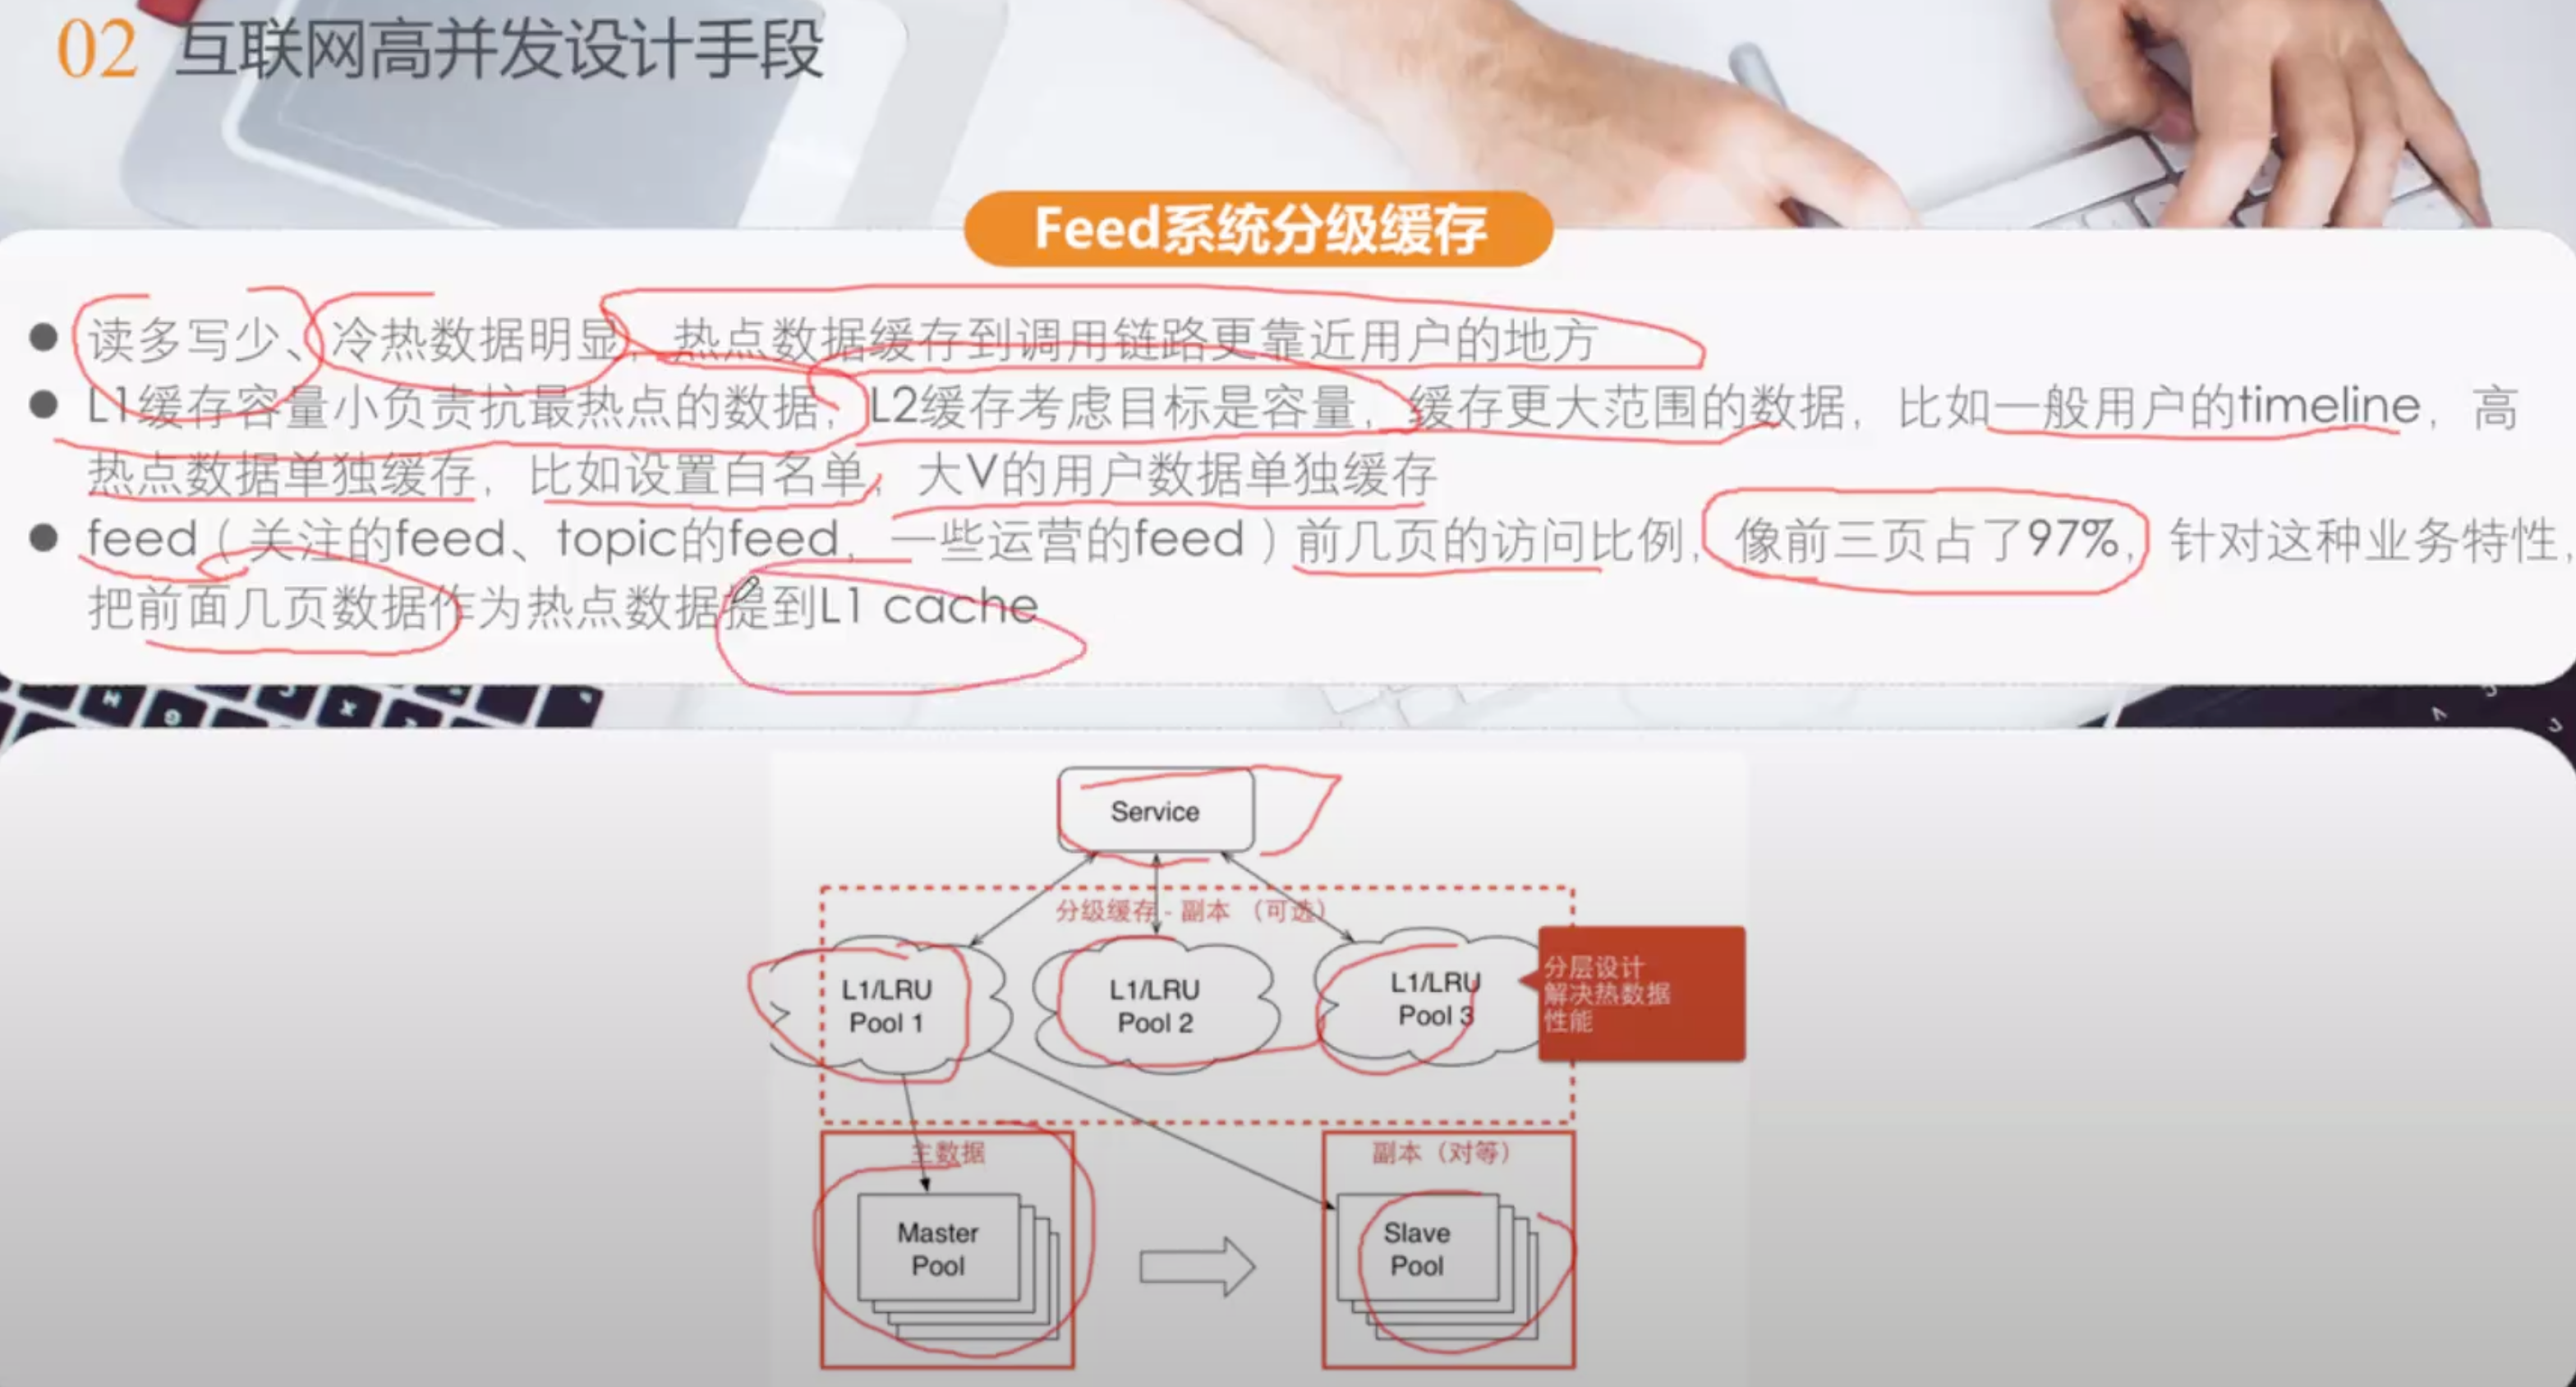 02 互联网高并发设计手段
Feed系统分级缓存
读多写少、冷热数据明显，热点数据缓存到调用链路更靠近用户的地方
L1缓存容量小负责抗最热点的数据，L2缓存考虑目标是容量，缓存更大范围的数据，比如一般用户的timeline，高
热点数据单独缓存，比如设置白名单，大V的用户数据单独缓存
feed（关注的feed、topic的feed，一些运营的feed）前几页的访问比例，像前三页占了97%，针对这种业务特性，
把前面几页数据作为热点数据提到L1 cache
Service
分级缓存 - 副本 （可选）
L1/LRU
Pool 1
L1/LRU
Pool 2
L1/LRU
Pool 3
分层设计
解决热数据
性能
主数据
Master
Pool
副本（对等）
Slave
Pool